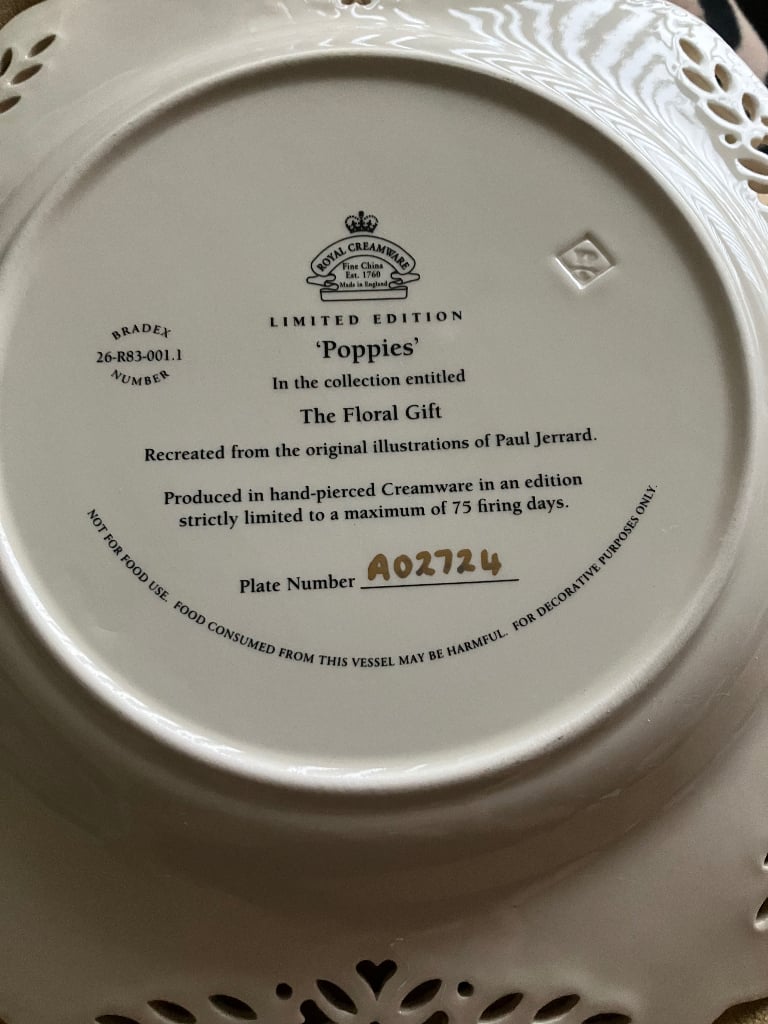 ROYAL CREAMWARE
Fine China
Est. 1760
Made in England
LIMITED EDITION
'Poppies'
In the collection entitled
The Floral Gift
Recreated from the original illustrations of Paul Jerrard.
Produced in hand-pierced Creamware in an edition
strictly limited to a maximum of 75 firing days.
Plate Number A02724
BRADEX
26-R83-001.1
NUMBER
NOT FOR FOOD USE. FOOD CONSUMED FROM THIS VESSEL MAY BE HARMFUL. FOR DECORATIVE PURPOSES ONLY.